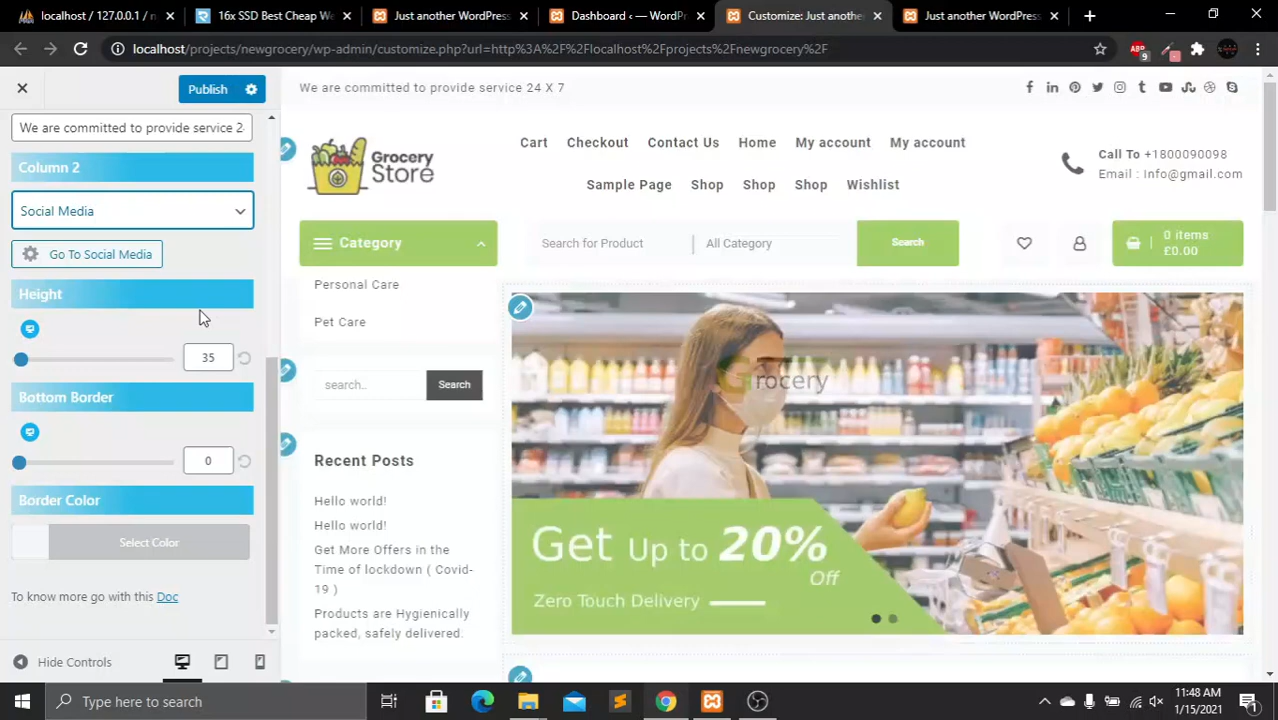 localhost / 127.0.0.1 / n
16x SSD Best Cheap We
Just another WordPress
Dashboard ‹ — WordP
Customize: Just anothe
Just another WordPress
localhost/projects/newgrocery/wp-admin/customize.php?url=http%3A%2F%2Flocalhost%2Fprojects%2Fnewgrocery%2F
9
Publish
We are committed to provide service 2
Column 2
Social Media
Go To Social Media
Height
35
Bottom Border
0
Border Color
Select Color
To know more go with this Doc
Hide Controls
We are committed to provide service 24 X 7
Grocery
Store
Cart Checkout Contact Us Home My account My account
Sample Page Shop Shop Shop Wishlist
Call To +1800090098
Email : Info@gmail.com
Category
Search for Product
All Category
Search
0 items
£0.00
Personal Care
Pet Care
search..
Search
Recent Posts
Hello world!
Hello world!
Get More Offers in the
Time of lockdown ( Covid-
19 )
Products are Hygienically
packed, safely delivered.
Grocery
Get Up to 20%
Off
Zero Touch Delivery
Type here to search
11:48 AM
1/15/2021
1